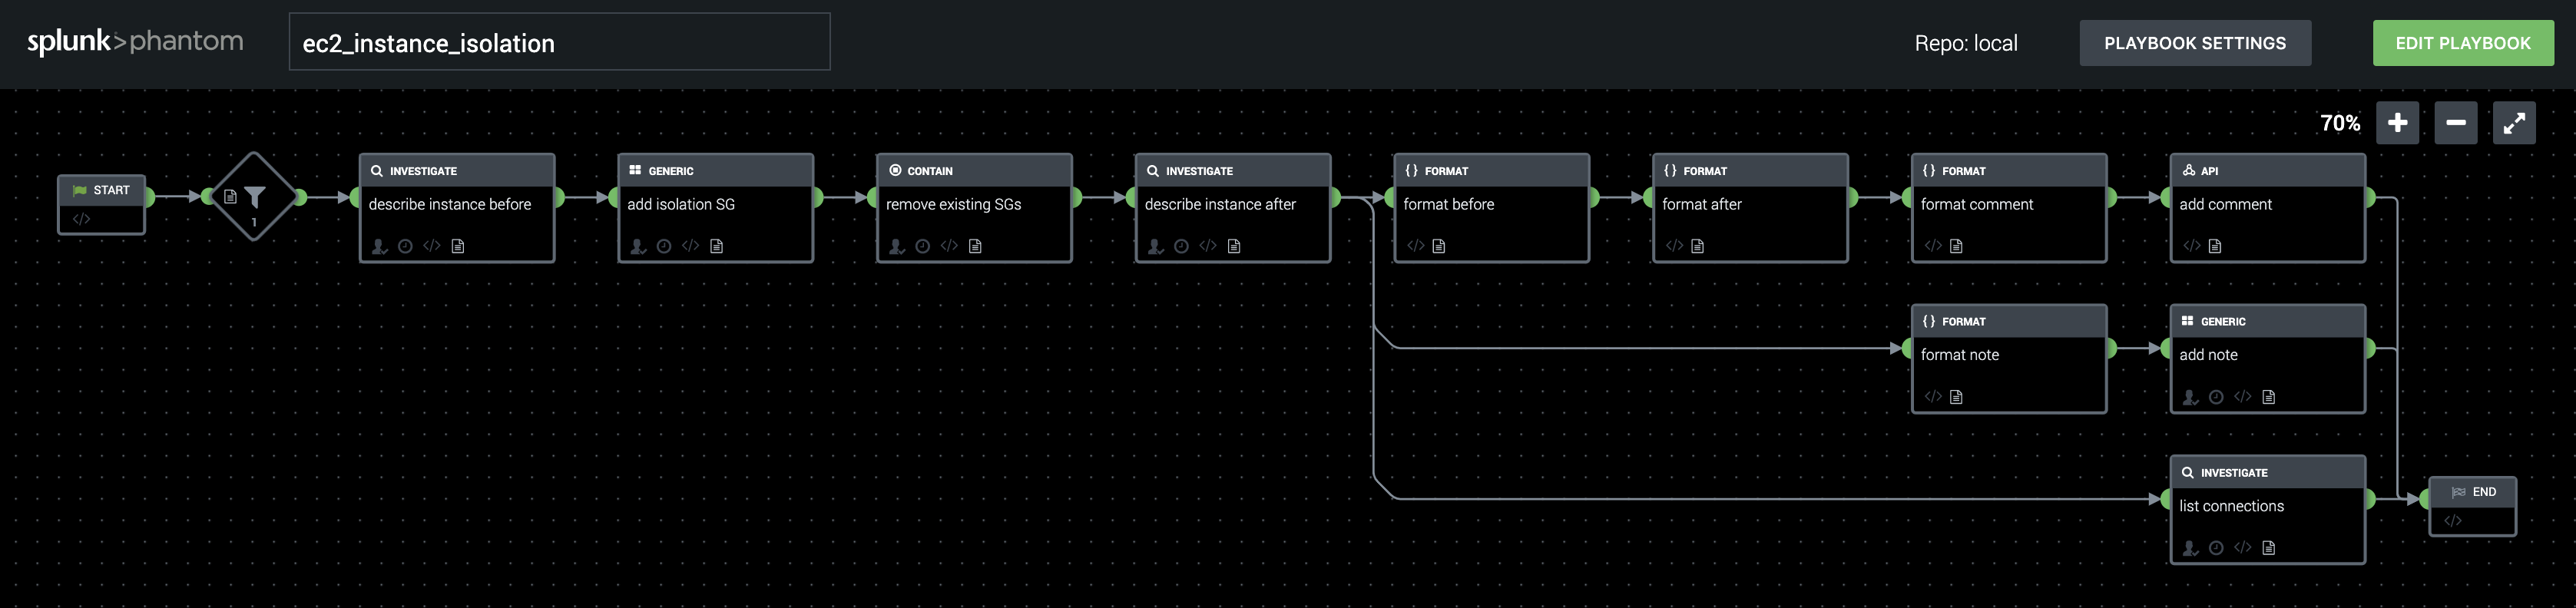 splunk>phantom
ec2_instance_isolation
Repo: local
PLAYBOOK SETTINGS
EDIT PLAYBOOK
70%
START
</>
1
INVESTIGATE
describe instance before
</>
GENERIC
add isolation SG
</>
CONTAIN
remove existing SGs
</>
INVESTIGATE
describe instance after
</>
{ } FORMAT
format before
</>
{ } FORMAT
format after
</>
{ } FORMAT
format comment
</>
API
add comment
</>
{ } FORMAT
format note
</>
GENERIC
add note
</>
INVESTIGATE
list connections
</>
END
</>